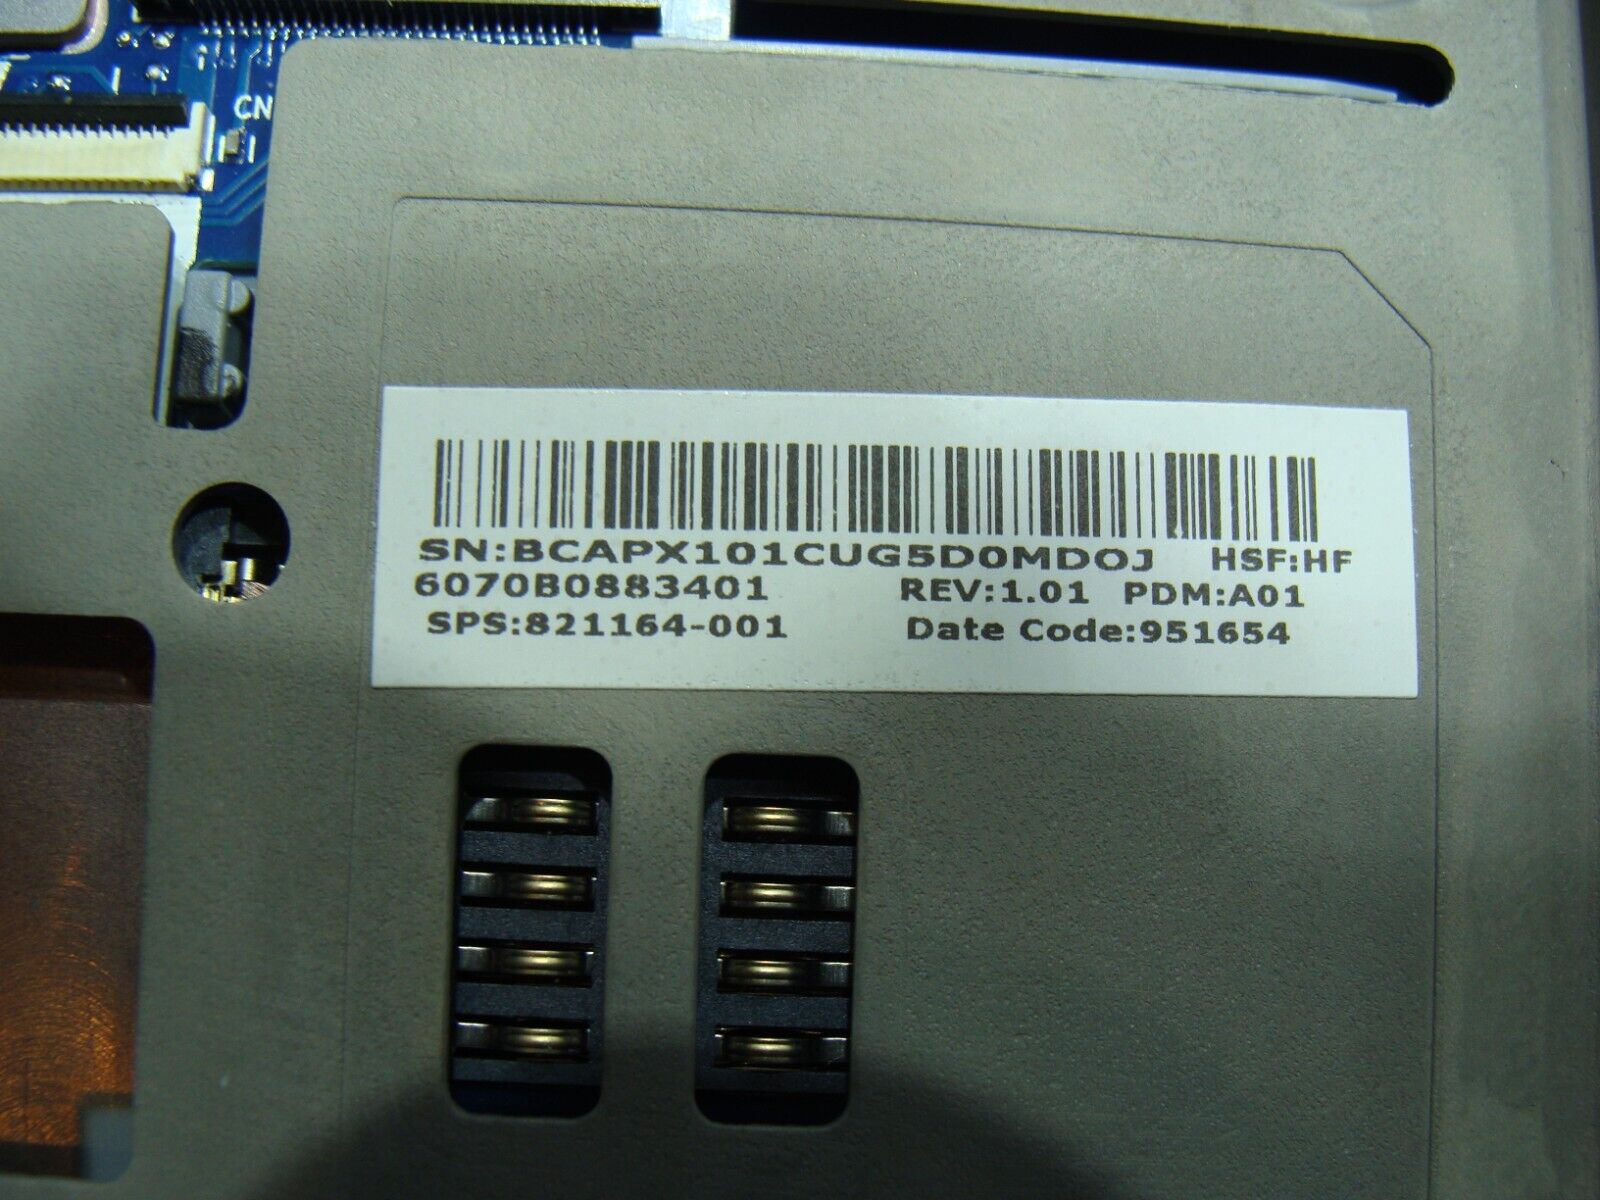 CN
SN:BCAPX101CUG5D0MDOJ HSF:HF
6070B0883401 REV:1.01 PDM:A01
SPS:821164-001 Date Code:951654